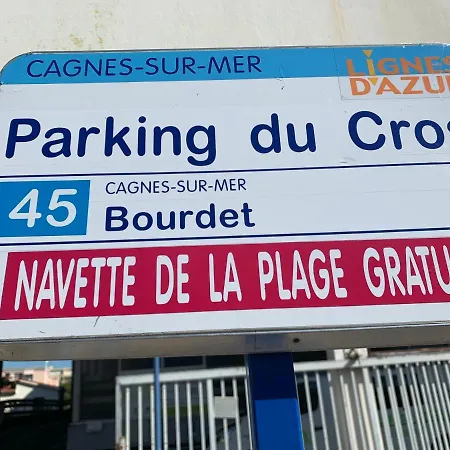 CAGNES-SUR-MER
LIGNES
D'AZUR
Parking du Cros
45
CAGNES-SUR-MER
Bourdet
NAVETTE DE LA PLAGE GRATU